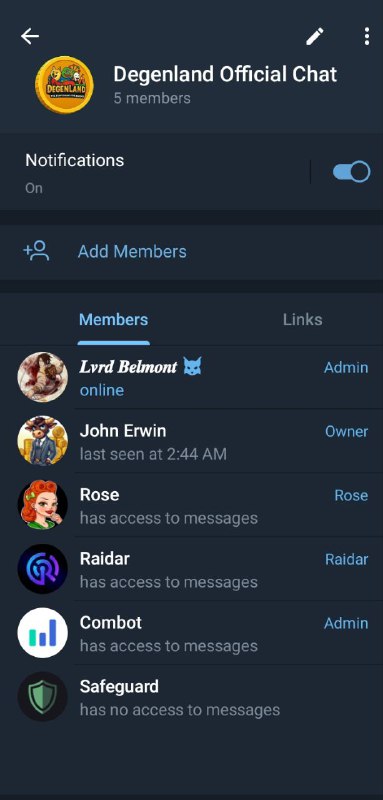 DEGENLAND
Degenland Official Chat
5 members
Notifications
On
Add Members
Members
Links
Lvrd Belmont
Admin
online
John Erwin
Owner
last seen at 2:44 AM
Rose
Rose
has access to messages
Raidar
Raidar
has access to messages
Combot
Admin
has access to messages
Safeguard
has no access to messages